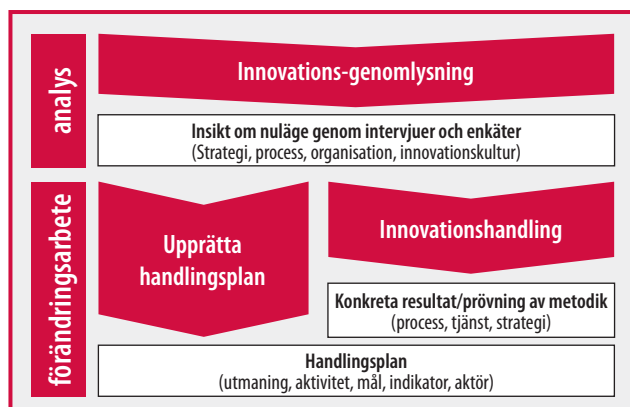 analys
Innovations-genomlysning
Insikt om nuläge genom intervjuer och enkäter
(Strategi, process, organisation, innovationskultur)
förändringsarbete
Upprätta
handlingsplan
Innovationshandling
Konkreta resultat/prövning av metodik
(process, tjänst, strategi)
Handlingsplan
(utmaning, aktivitet, mål, indikator, aktör)